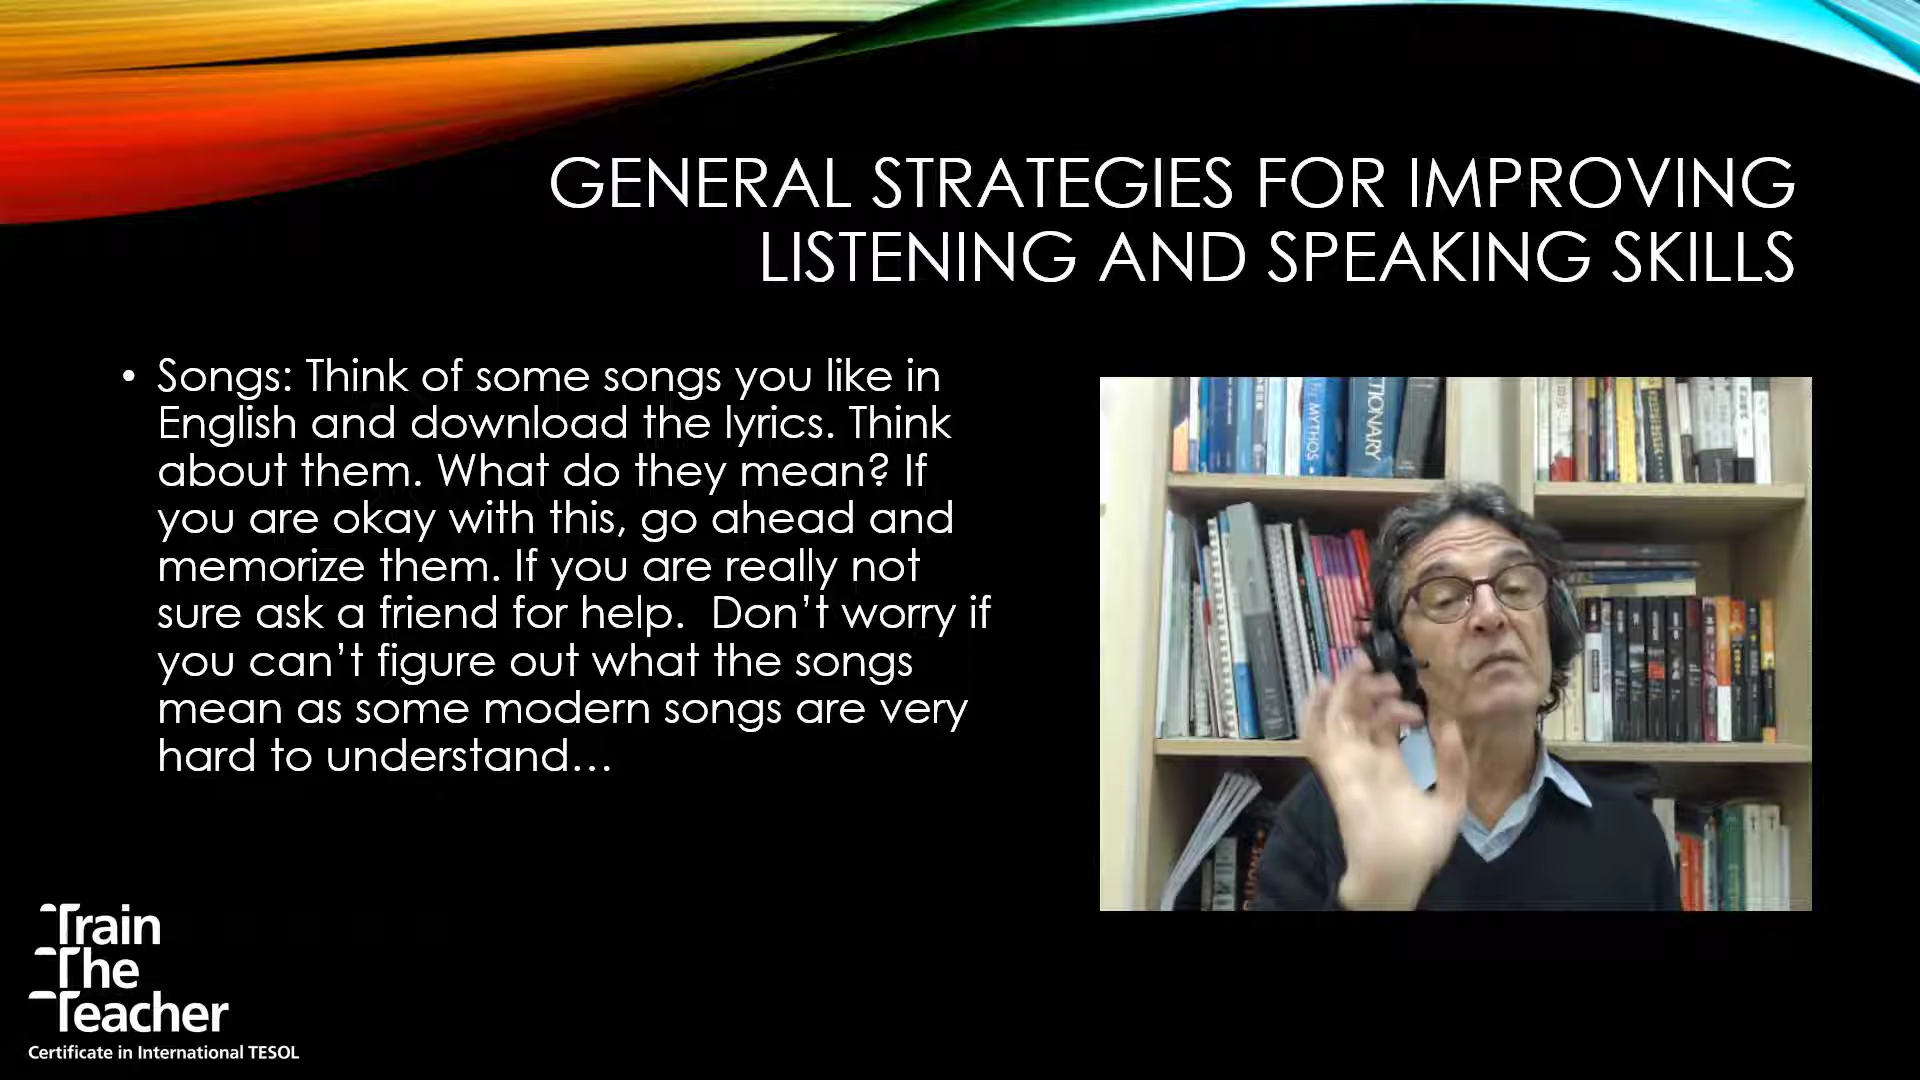 GENERAL STRATEGIES FOR IMPROVING
LISTENING AND SPEAKING SKILLS
• Songs: Think of some songs you like in
English and download the lyrics. Think
about them. What do they mean? If
you are okay with this, go ahead and
memorize them. If you are really not
sure ask a friend for help.  Don’t worry if
you can’t figure out what the songs
mean as some modern songs are very
hard to understand…
MYTHOS
CTIONARY
Train
The
Teacher
Certificate in International TESOL